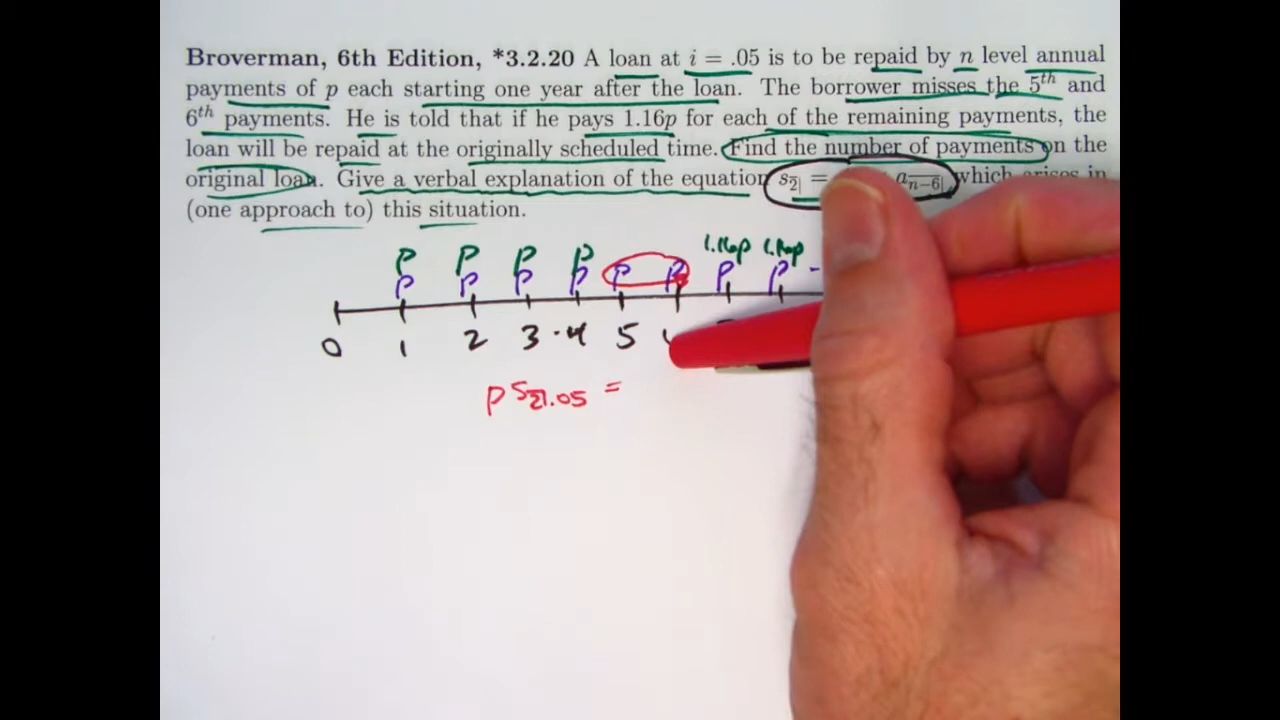 Broverman, 6th Edition, *3.2.20 A loan at i = .05 is to be repaid by n level annual
payments of p each starting one year after the loan. The borrower misses the 5th and
6th payments. He is told that if he pays 1.16p for each of the remaining payments, the
loan will be repaid at the originally scheduled time. Find the number of payments on the
original loan. Give a verbal explanation of the equation s2| = a n−6| which arises in
(one approach to) this situation.
P P P P 1.16p 1.16p
P P P P P P P P -
0 1 2 3 4 5
P S2|.05 =